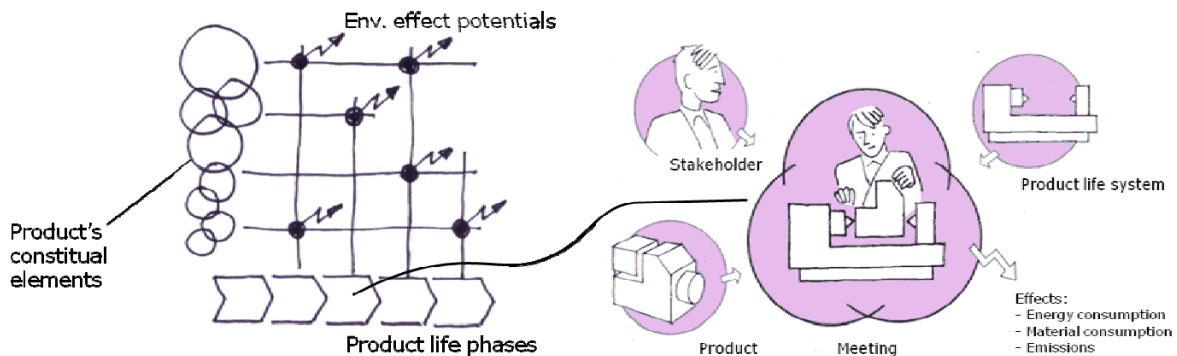 Env. effect potentials
Product's
constitual
elements
Product life phases
Stakeholder
Product life system
Product
Meeting
Effects:
- Energy consumption
- Material consumption
- Emissions